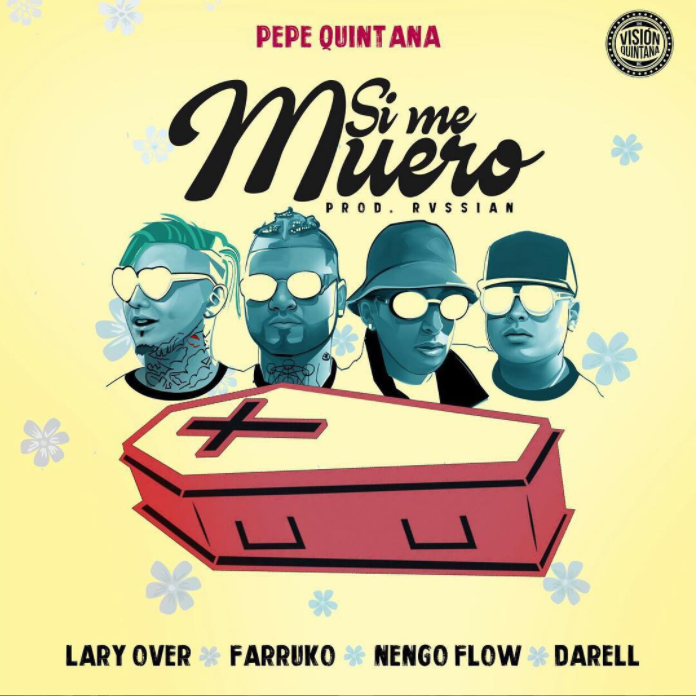 PEPE QUINTANA
VISION
QUINTANA
Si me
Muero
PROD. RVSSIAN
LARY OVER FARRUKO NENGO FLOW DARELL